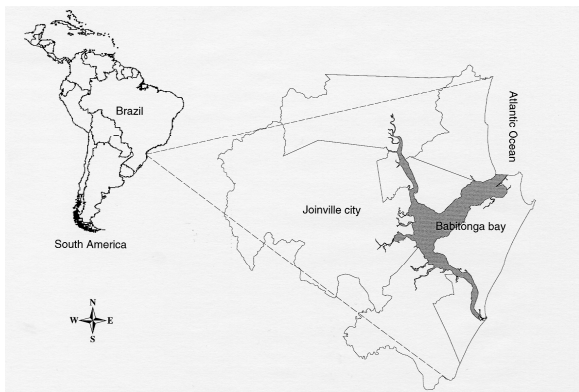 Brazil
South America
N
W E
S
Joinville city
Babitonga bay
Atlantic Ocean